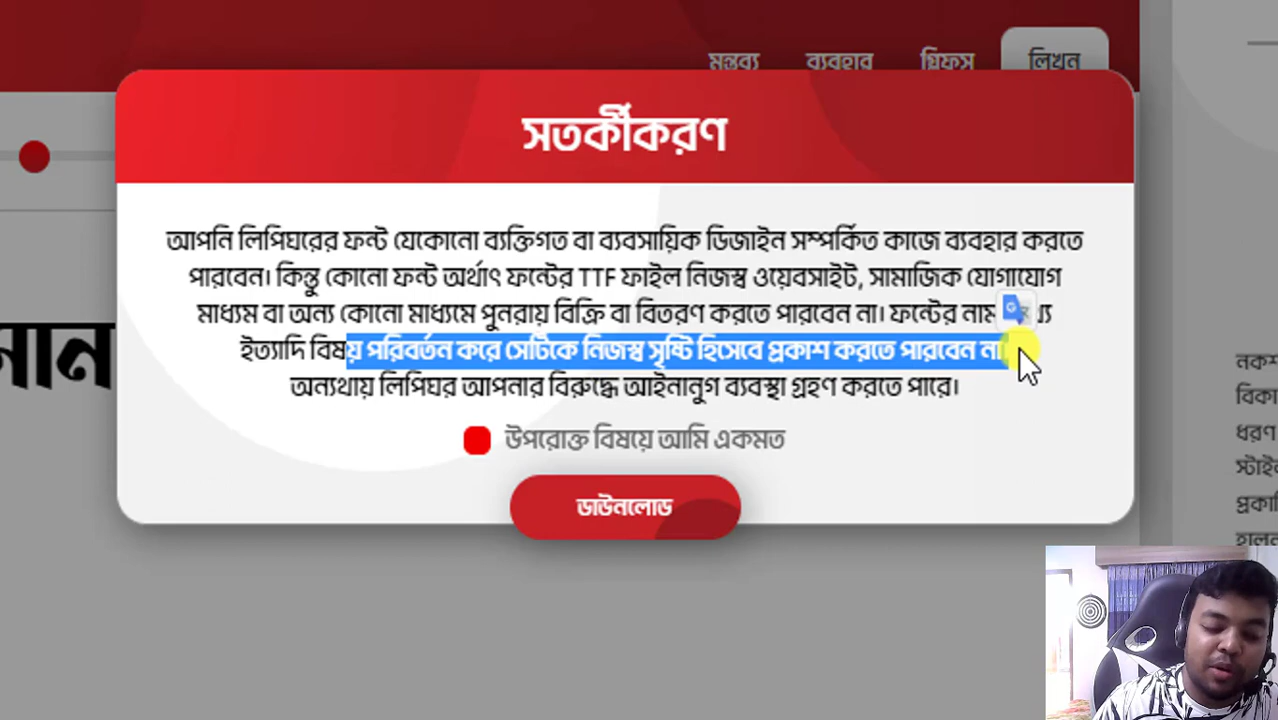 মন্তব্য ব্যবহার গ্লিফস লিখুন
সতর্কীকরণ
আপনি লিপিঘরের ফন্ট যেকোনো ব্যক্তিগত বা ব্যবসায়িক ডিজাইন সম্পর্কিত কাজে ব্যবহার করতে
পারবেন। কিন্তু কোনো ফন্ট অর্থাৎ ফন্টের TTF ফাইল নিজস্ব ওয়েবসাইট, সামাজিক যোগাযোগ
মাধ্যম বা অন্য কোনো মাধ্যমে পুনরায় বিক্রি বা বিতরণ করতে পারবেন না। ফন্টের নাম
ইত্যাদি বিষয় পরিবর্তন করে সেটিকে নিজস্ব সৃষ্টি হিসেবে প্রকাশ করতে পারবেন না।
অন্যথায় লিপিঘর আপনার বিরুদ্ধে আইনানুগ ব্যবস্থা গ্রহণ করতে পারে।
উপরোক্ত বিষয়ে আমি একমত
ডাউনলোড